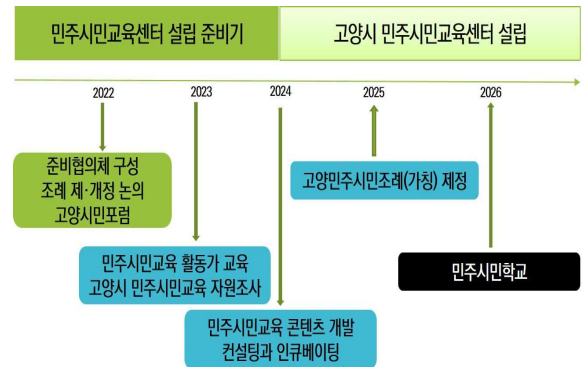 민주시민교육센터 설립 준비기
고양시 민주시민교육센터 설립
2022
2023
2024
2025
2026
준비협의체 구성
조례 제·개정 논의
고양시민포럼
고양민주시민조례(가칭) 제정
민주시민교육 활동가 교육
고양시 민주시민교육 자원조사
민주시민학교
민주시민교육 콘텐츠 개발
컨설팅과 인큐베이팅